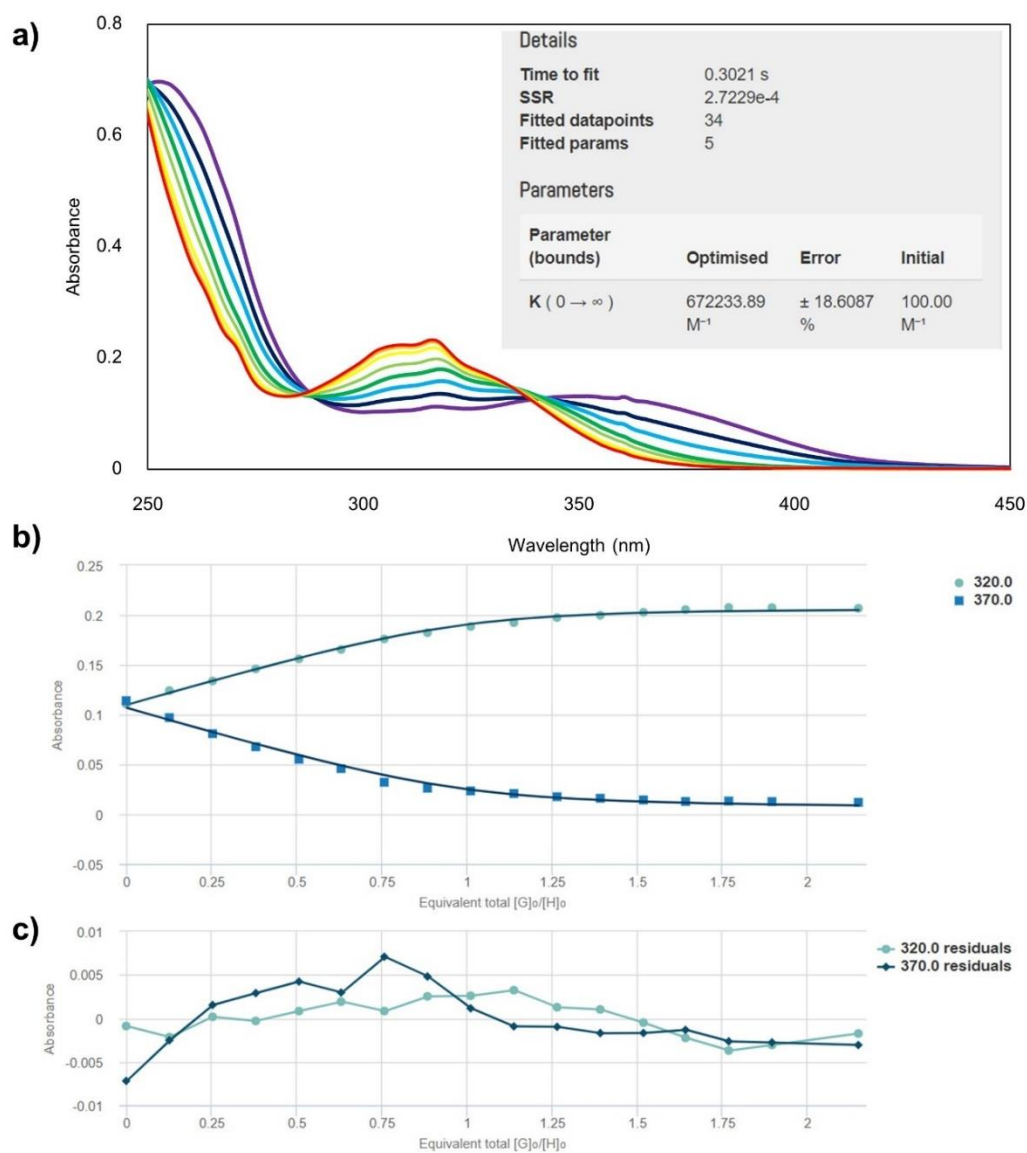 a)
0.8
0.6
0.4
0.2
0
Absorbance
Details
Time to fit 0.3021 s
SSR 2.7229e-4
Fitted datapoints 34
Fitted params 5
Parameters
Parameter
(bounds) Optimised Error Initial
K ( 0 → ∞ ) 672233.89 ± 18.6087 100.00
M⁻¹ % M⁻¹
250 300 350 400 450
Wavelength (nm)
b)
0.25
0.2
0.15
0.1
0.05
0
-0.05
Absorbance
320.0
370.0
0 0.25 0.5 0.75 1 1.25 1.5 1.75 2
Equivalent total [G]₀/[H]₀
c)
0.01
0.005
0
-0.005
-0.01
Absorbance
320.0 residuals
370.0 residuals
0 0.25 0.5 0.75 1 1.25 1.5 1.75 2
Equivalent total [G]₀/[H]₀